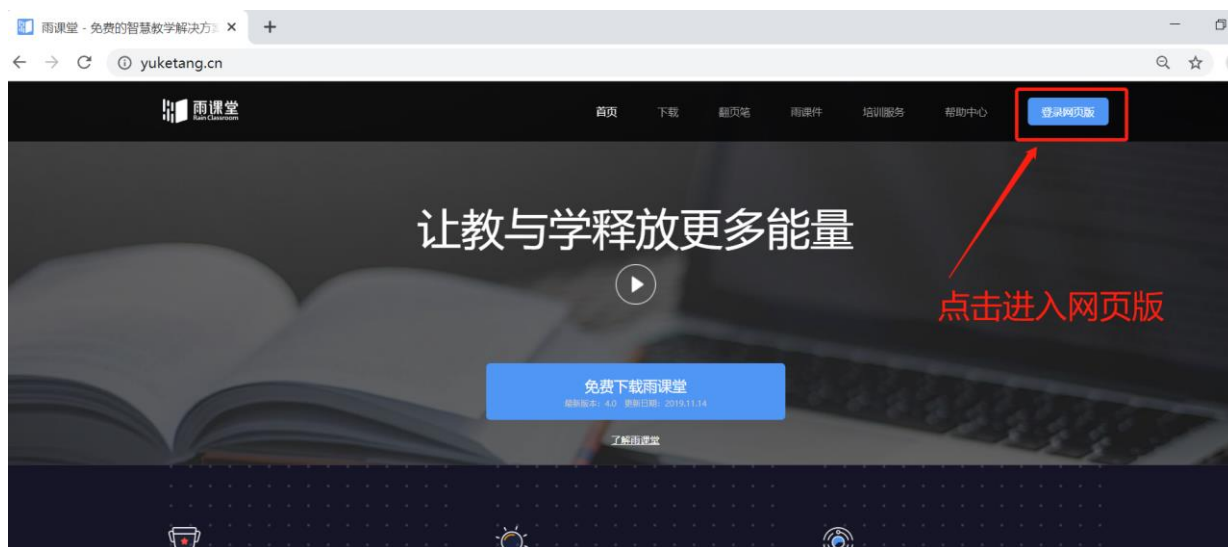 雨课堂 - 免费的智慧教学解决方
yuketang.cn
雨课堂
Rain Classroom
首页 下载 翻页笔 雨课件 培训服务 帮助中心 登录网页版
让教与学释放更多能量
点击进入网页版
免费下载雨课堂
最新版本：4.0 更新日期：2019.11.14
了解雨课堂